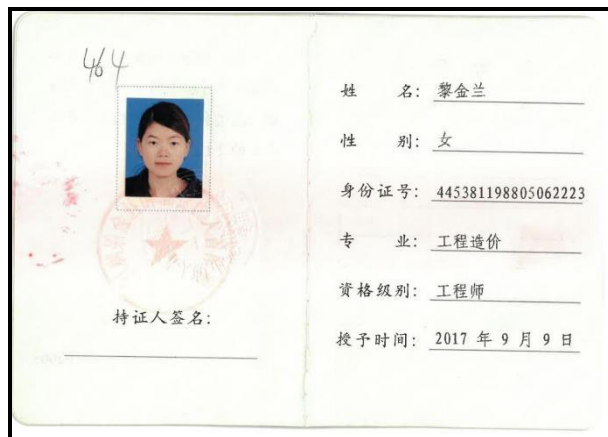 464
持证人签名:
姓 名: 黎金兰
性 别: 女
身份证号: 445381198805062223
专 业: 工程造价
资格级别: 工程师
授予时间: 2017 年 9 月 9 日